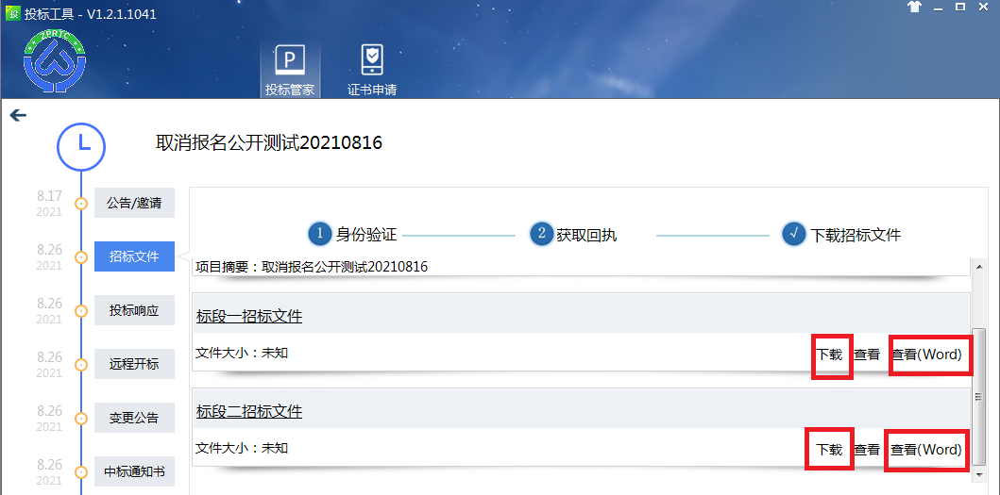 投标工具 - V1.2.1.1041
ZPRTC
投标管家
证书申请
取消报名公开测试20210816
8.17
2021
公告/邀请
1 身份验证
2 获取回执
√ 下载招标文件
8.26
2021
招标文件
项目摘要：取消报名公开测试20210816
8.26
2021
投标响应
标段一招标文件
文件大小：未知
下载 查看 查看(Word)
8.26
2021
远程开标
8.26
2021
变更公告
标段二招标文件
文件大小：未知
下载 查看 查看(Word)
8.26
2021
中标通知书